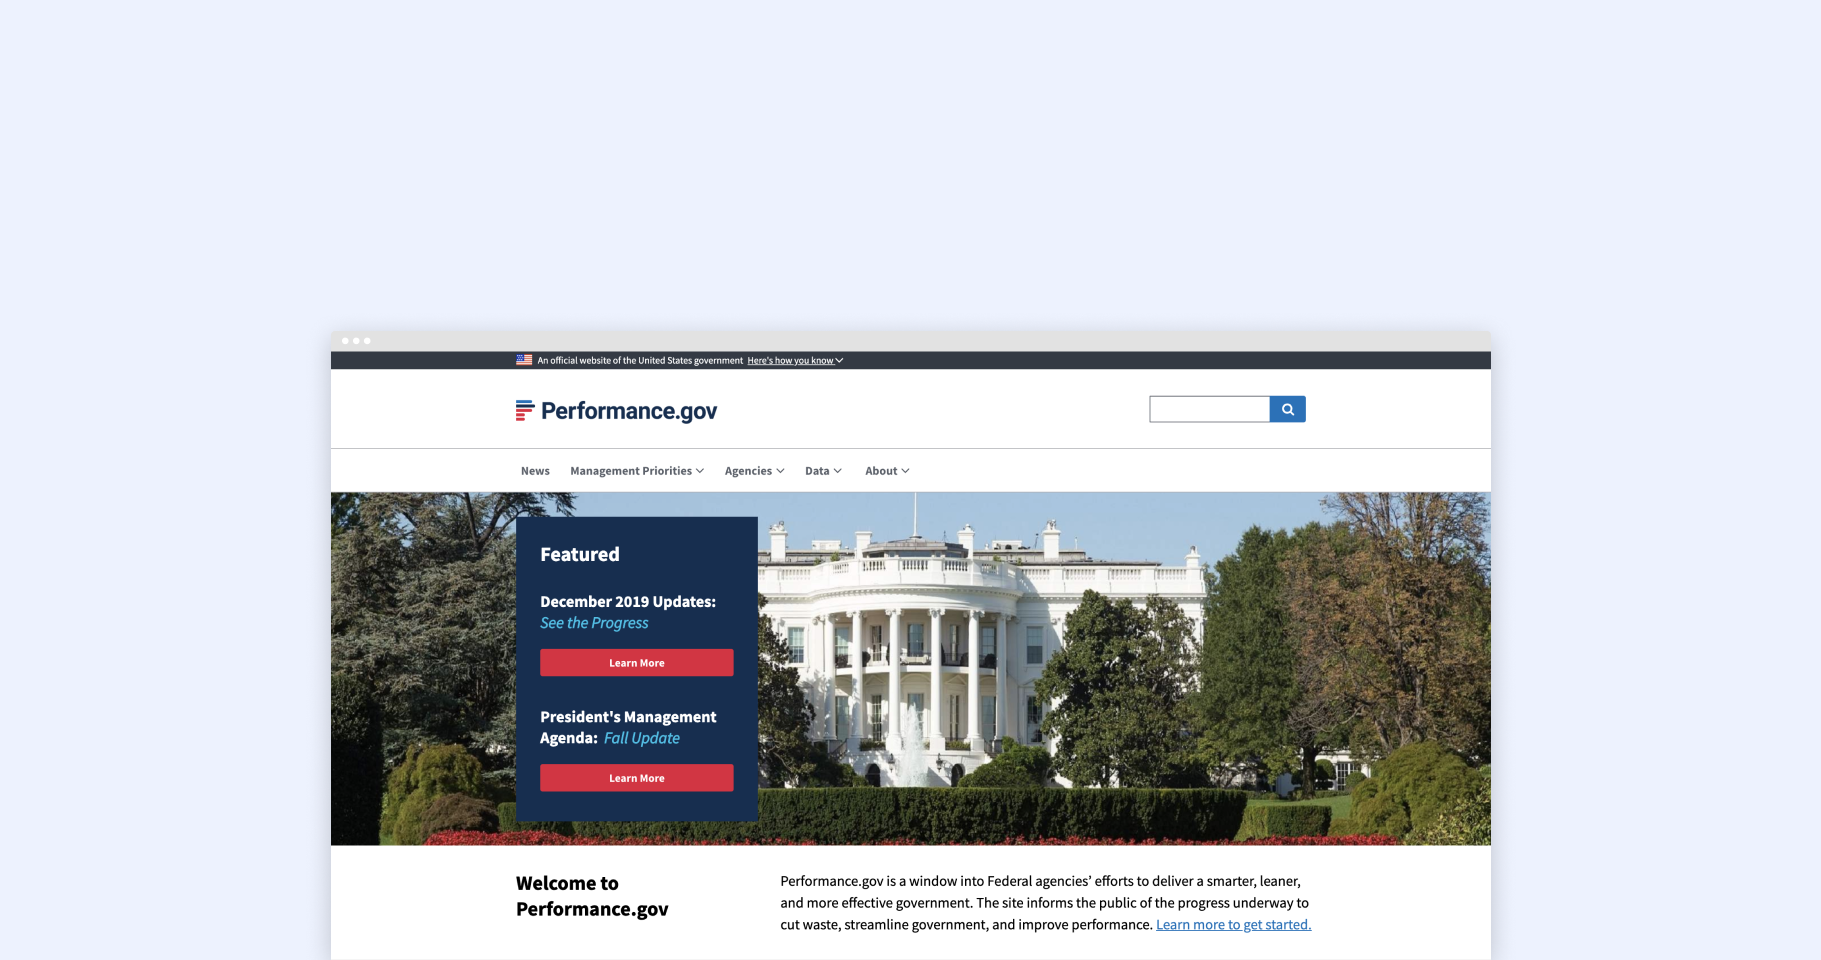 An official website of the United States government Here's how you know
Performance.gov
News Management Priorities Agencies Data About
Featured
December 2019 Updates:
See the Progress
Learn More
President's Management
Agenda: Fall Update
Learn More
Welcome to
Performance.gov
Performance.gov is a window into Federal agencies’ efforts to deliver a smarter, leaner,
and more effective government. The site informs the public of the progress underway to
cut waste, streamline government, and improve performance. Learn more to get started.